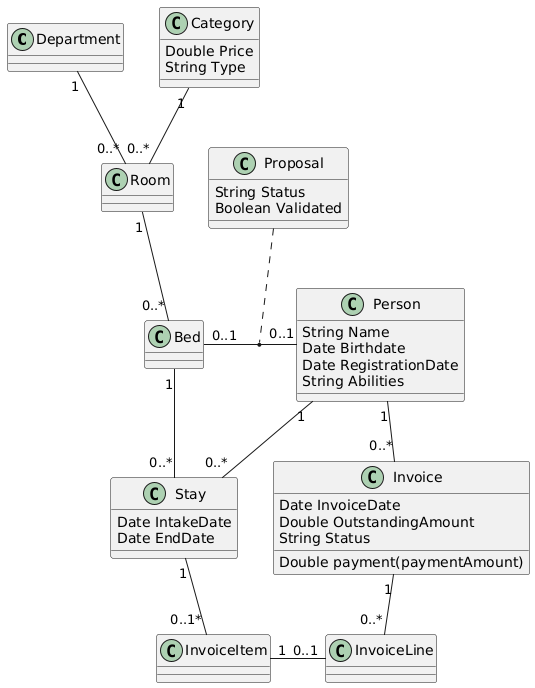 C Department
C Category
Double Price
String Type
1
1
0..*
0..*
C Room
C Proposal
String Status
Boolean Validated
1
0..*
C Bed
0..1
0..1
C Person
String Name
Date Birthdate
Date RegistrationDate
String Abilities
1
1
1
0..*
0..*
0..*
C Stay
Date IntakeDate
Date EndDate
C Invoice
Date InvoiceDate
Double OutstandingAmount
String Status
Double payment(paymentAmount)
1
1
0..1*
0..*
C InvoiceItem
1
0..1
C InvoiceLine